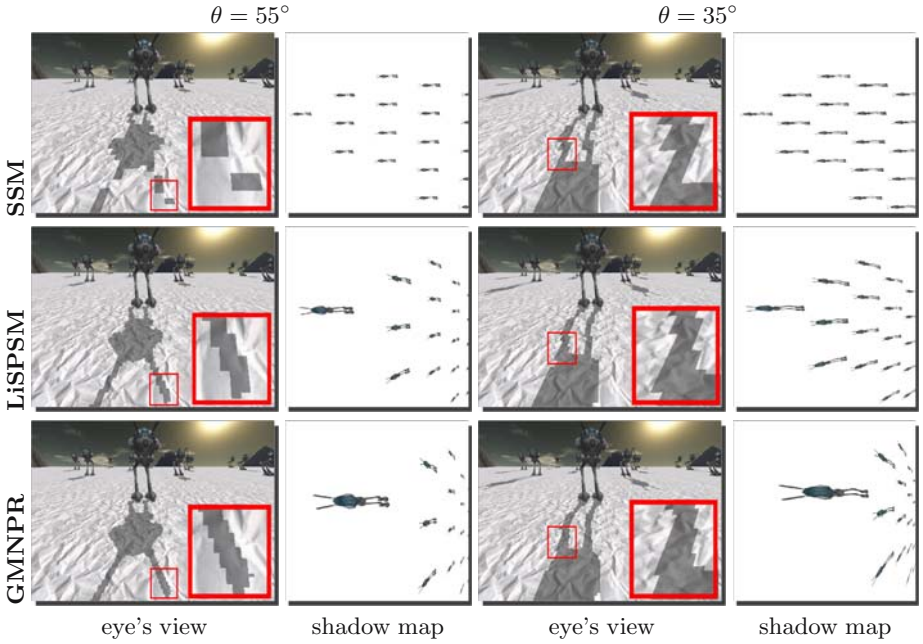 θ = 55° θ = 35°
SSM
LiSPSM
GMNPR
eye's view shadow map eye's view shadow map